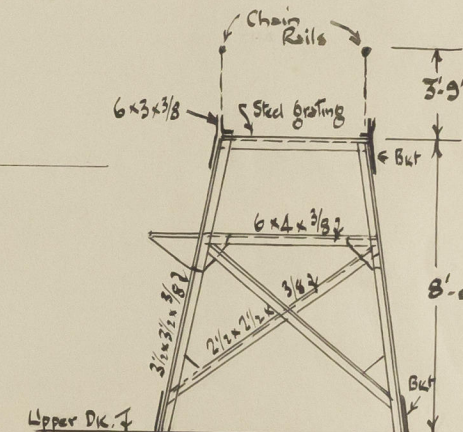 Chain
Rails
3'-9"
6 x 3 x 3/8
Steel grating
Bkt
6 x 4 x 3/8
8'-
3½ x 3½ x 3/8
2½ x 2½ x 3/8
Bkt
Upper Dk.